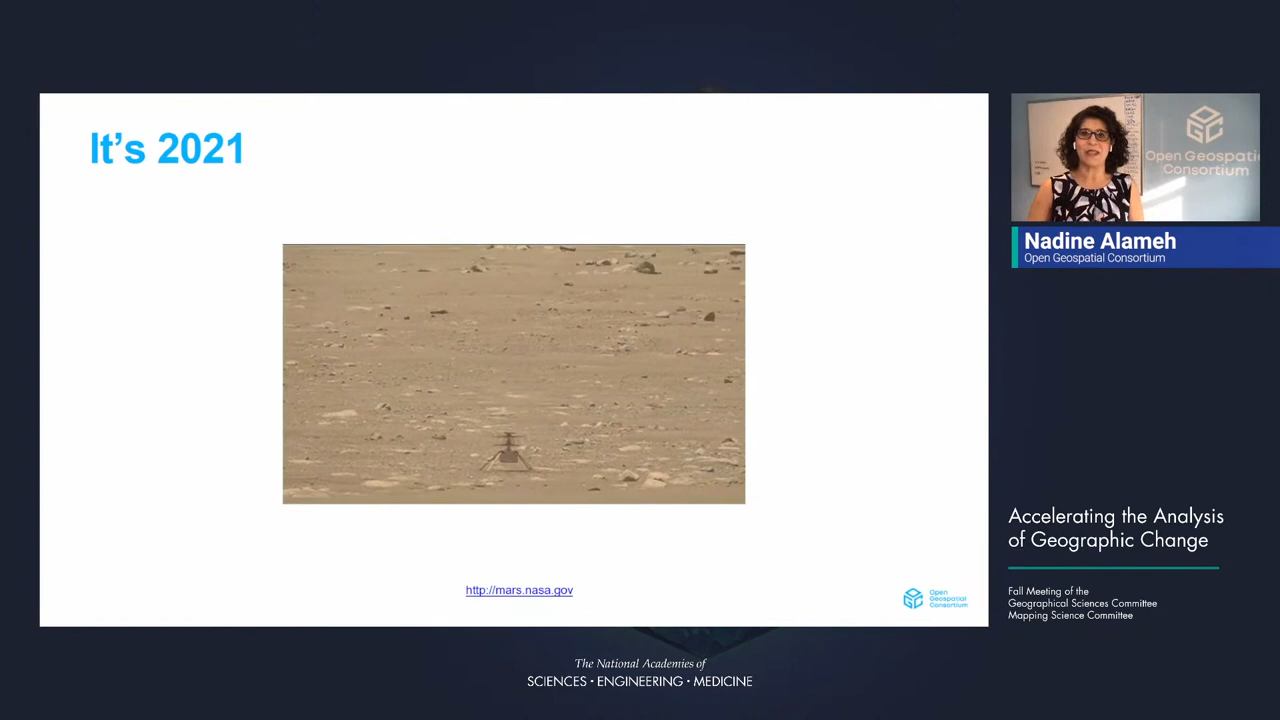 It's 2021
http://mars.nasa.gov
Open
Geospatial
Consortium
OGC
Open Geospati
Consortium
Nadine Alameh
Open Geospatial Consortium
Accelerating the Analysis
of Geographic Change
Fall Meeting of the
Geographical Sciences Committee
Mapping Science Committee
The National Academies of
SCIENCES • ENGINEERING • MEDICINE